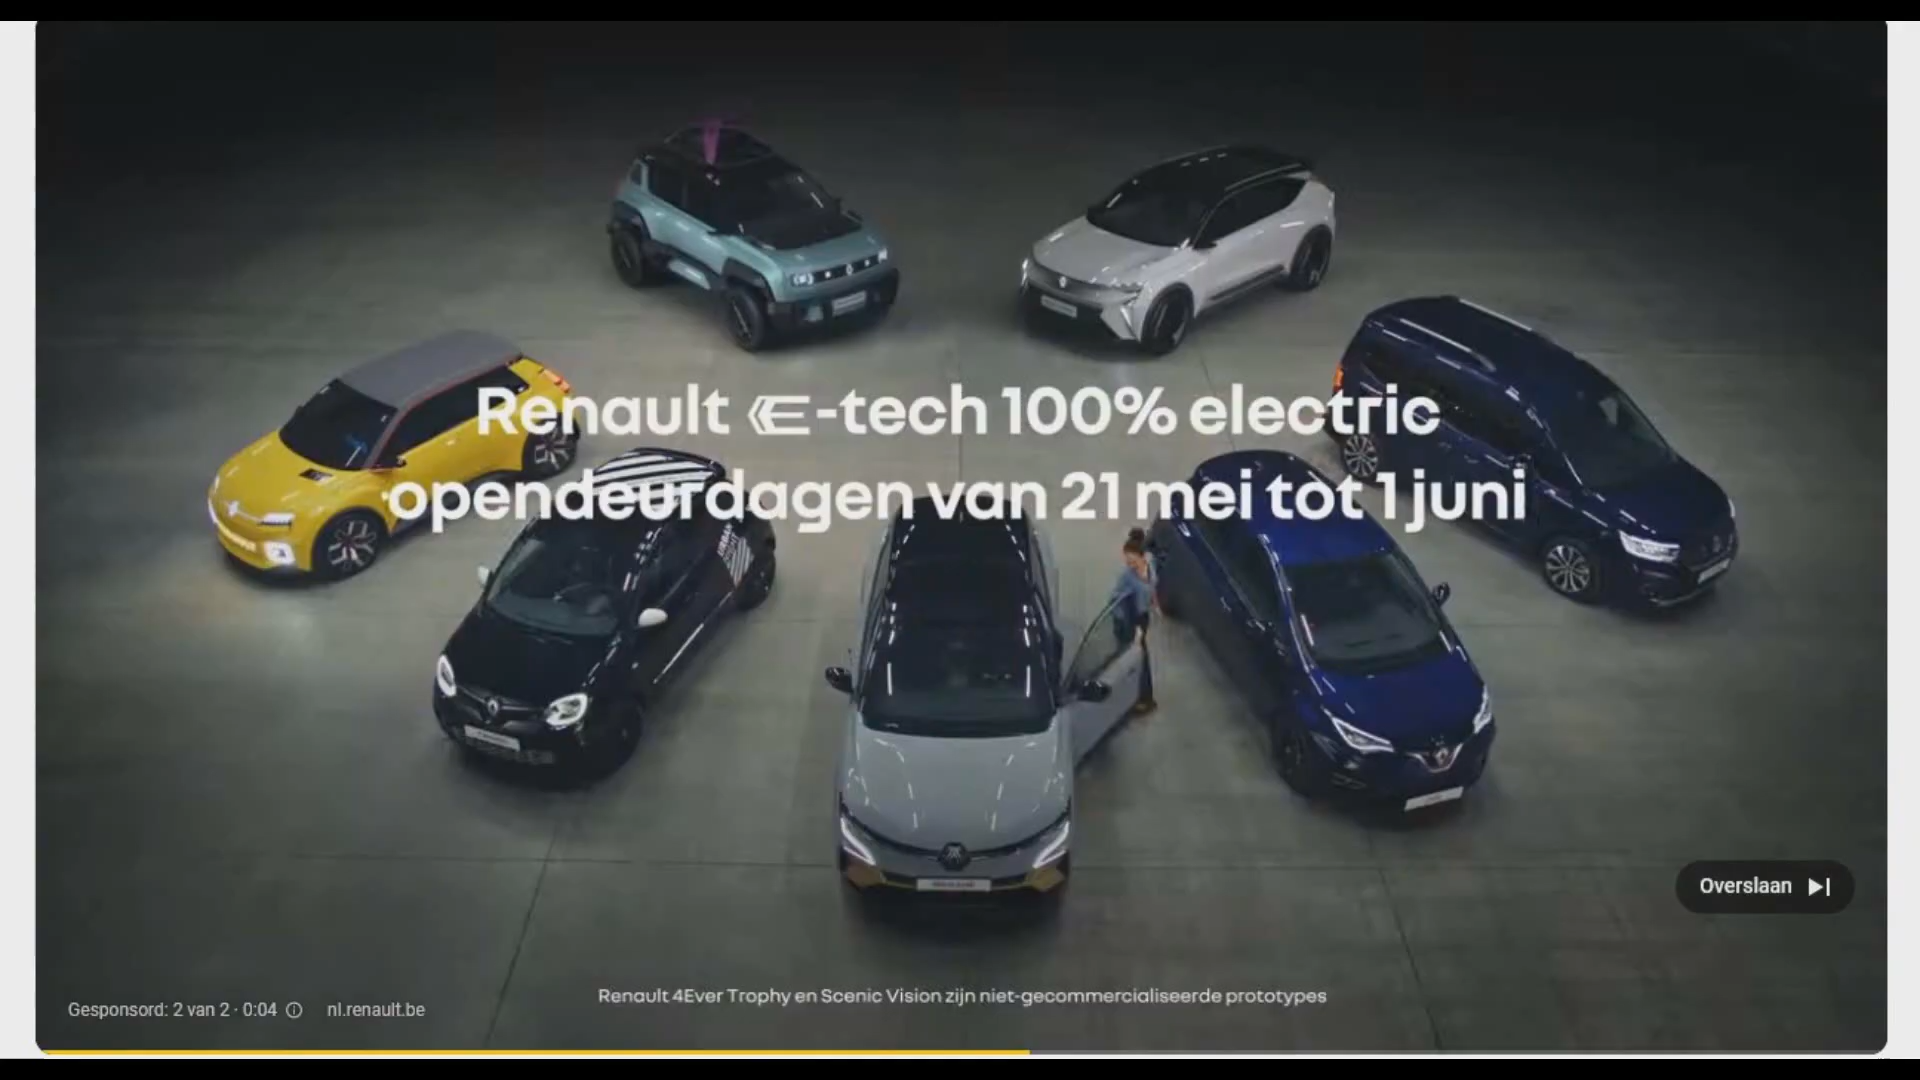 Renault E-tech 100% electric
opendeurdagen van 21 mei tot 1 juni
Overslaan
Renault 4Ever Trophy en Scenic Vision zijn niet-gecommercialiseerde prototypes
Gesponsord: 2 van 2 · 0:04
nl.renault.be